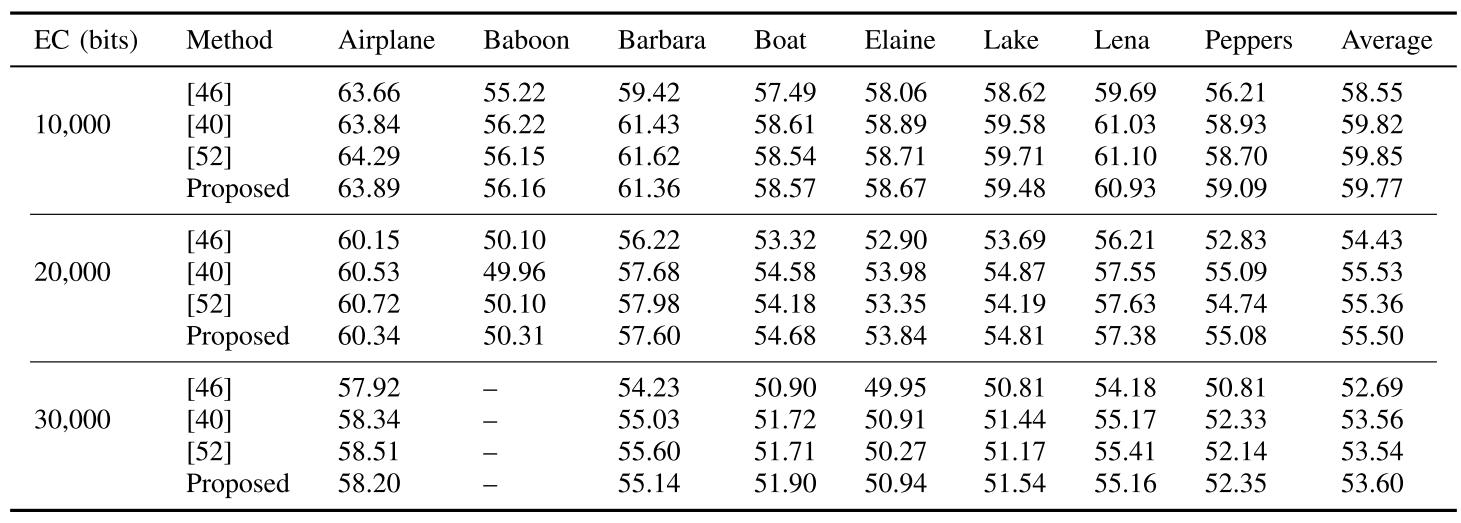 EC (bits) Method Airplane Baboon Barbara Boat Elaine Lake Lena Peppers Average
[46] 63.66 55.22 59.42 57.49 58.06 58.62 59.69 56.21 58.55
10,000 [40] 63.84 56.22 61.43 58.61 58.89 59.58 61.03 58.93 59.82
[52] 64.29 56.15 61.62 58.54 58.71 59.71 61.10 58.70 59.85
Proposed 63.89 56.16 61.36 58.57 58.67 59.48 60.93 59.09 59.77
[46] 60.15 50.10 56.22 53.32 52.90 53.69 56.21 52.83 54.43
20,000 [40] 60.53 49.96 57.68 54.58 53.98 54.87 57.55 55.09 55.53
[52] 60.72 50.10 57.98 54.18 53.35 54.19 57.63 54.74 55.36
Proposed 60.34 50.31 57.60 54.68 53.84 54.81 57.38 55.08 55.50
[46] 57.92 – 54.23 50.90 49.95 50.81 54.18 50.81 52.69
30,000 [40] 58.34 – 55.03 51.72 50.91 51.44 55.17 52.33 53.56
[52] 58.51 – 55.60 51.71 50.27 51.17 55.41 52.14 53.54
Proposed 58.20 – 55.14 51.90 50.94 51.54 55.16 52.35 53.60